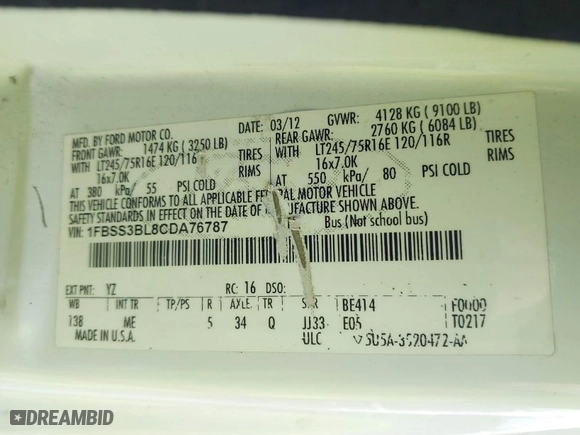 MFD. BY FORD MOTOR CO. DATE: 03/12 GVWR: 4128 KG ( 9100 LB)
FRONT GAWR: 1474 KG ( 3250 LB) REAR GAWR: 2760 KG ( 6084 LB)
WITH LT245/75R16E 120/116 TIRES WITH LT245/75R16E 120/116R TIRES
16x7.0K RIMS 16x7.0K RIMS
AT 380 kPa/ 55 PSI COLD AT 550 kPa/ 80 PSI COLD
THIS VEHICLE CONFORMS TO ALL APPLICABLE FEDERAL MOTOR VEHICLE
SAFETY STANDARDS IN EFFECT ON THE DATE OF MANUFACTURE SHOWN ABOVE.
VIN: 1FBSS3BL8CDA76787 Bus (Not school bus)
EXT PNT: YZ RC: 16 DSO:
WB INT TR TP/PS R AXLE TR SPR BE414 F0000
138 ME 5 34 Q JJ33 E05 T0217
MADE IN U.S.A. ULC
DREAMBID